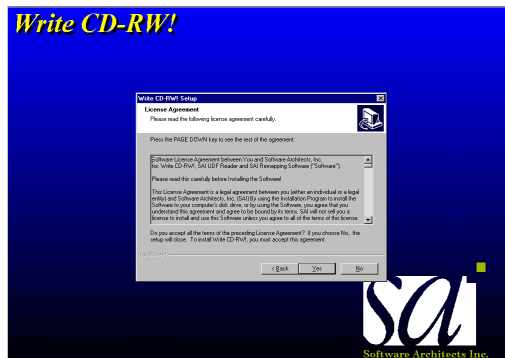 Write CD-RW!
Write CD-RW! Setup
License Agreement
Please read the following license agreement carefully.
Press the PAGE DOWN key to see the rest of the agreement.
Software License Agreement between You and Software Architects, Inc.
for: Write CD-RW!, SAI UDF Reader and SAI Remapping Software ("Software").
Please read this carefully before Installing the Software!
This License Agreement is a legal agreement between you (either an individual or a legal
entity) and Software Architects, Inc. (SAI) By using the Installation Program to install the
Software to your computer's disk drive, or by using the Software, you agree that you
understand this agreement and agree to be bound by its terms. SAI will not sell you a
license to install and use this Software unless you agree to all of the terms of this license
Do you accept all the terms of the preceding License Agreement? If you choose No, the
setup will close. To install Write CD-RW!, you must accept this agreement.
InstallShield
< Back
Yes
No
sai
Software Architects Inc.